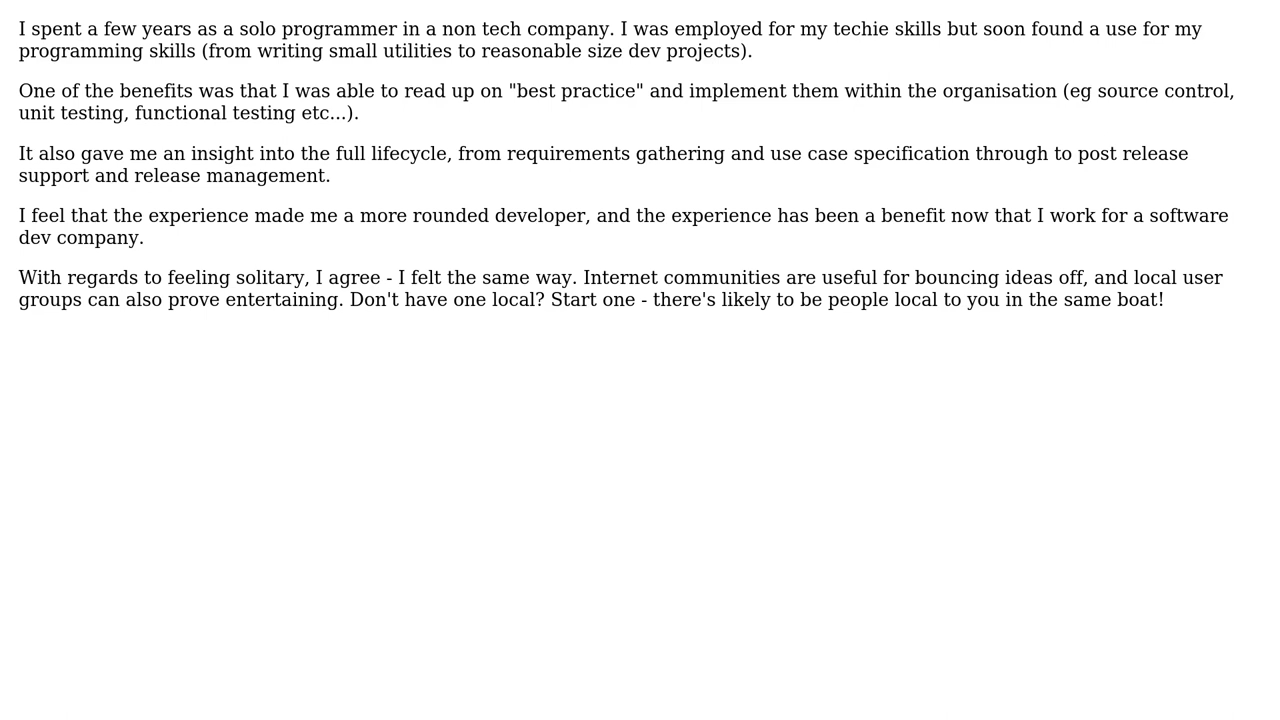 I spent a few years as a solo programmer in a non tech company. I was employed for my techie skills but soon found a use for my
programming skills (from writing small utilities to reasonable size dev projects).
One of the benefits was that I was able to read up on "best practice" and implement them within the organisation (eg source control,
unit testing, functional testing etc...).
It also gave me an insight into the full lifecycle, from requirements gathering and use case specification through to post release
support and release management.
I feel that the experience made me a more rounded developer, and the experience has been a benefit now that I work for a software
dev company.
With regards to feeling solitary, I agree - I felt the same way. Internet communities are useful for bouncing ideas off, and local user
groups can also prove entertaining. Don't have one local? Start one - there's likely to be people local to you in the same boat!